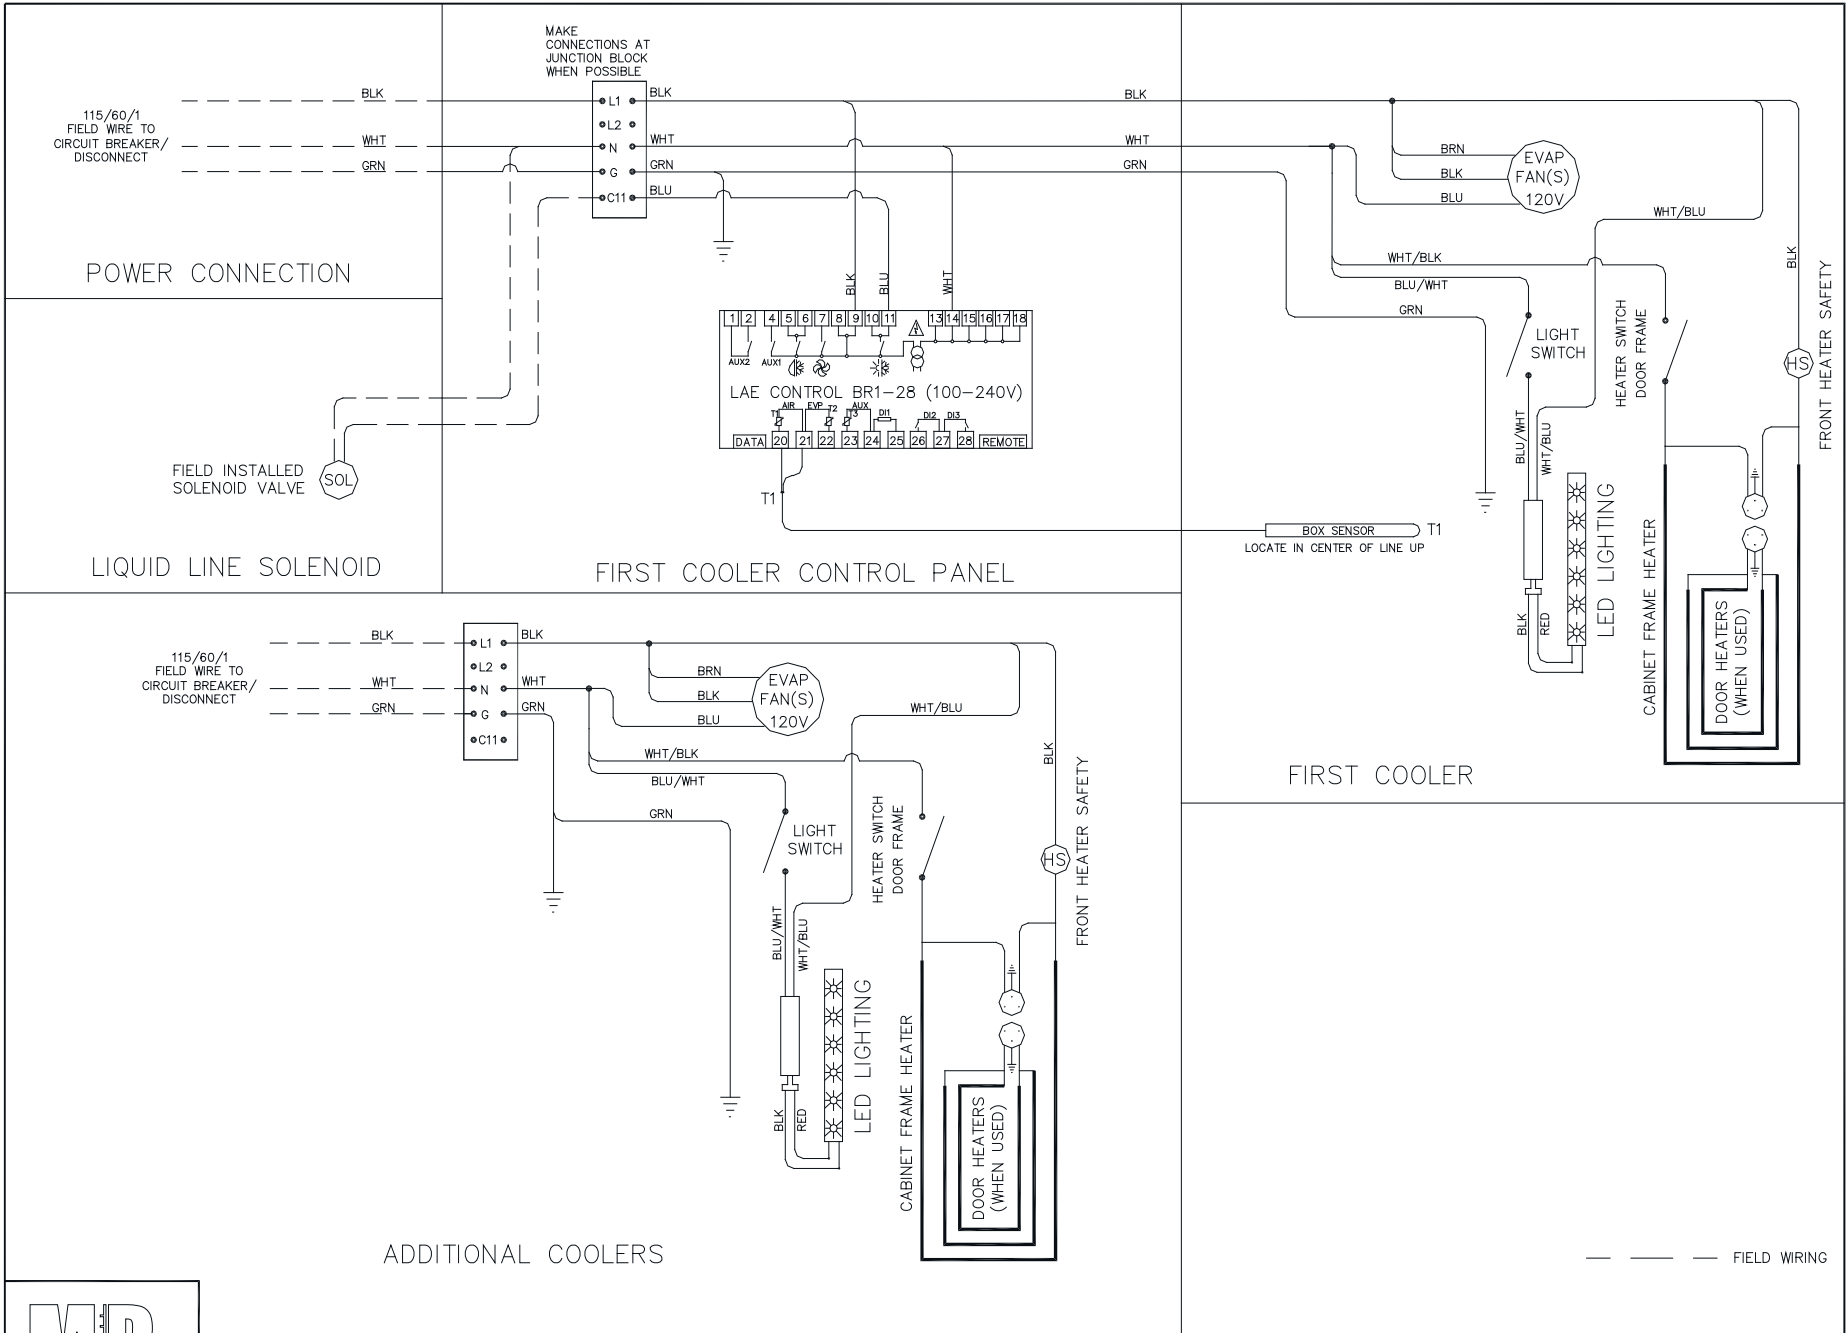 MAKE
CONNECTIONS AT
JUNCTION BLOCK
WHEN POSSIBLE
115/60/1
FIELD WIRE TO
CIRCUIT BREAKER/
DISCONNECT
BLK
WHT
GRN
L1
L2
N
G
C11
BLK
WHT
GRN
BLU
BLK
WHT
GRN
POWER CONNECTION
BLK
BLU
WHT
1 2 4 5 6 7 8 9 10 11 13 14 15 16 17 18
AUX2
AUX1
LAE CONTROL BR1-28 (100-240V)
T1
AIR
EVP
T2
T3
AUX
DI1
DI2
DI3
DATA 20 21 22 23 24 25 26 27 28 REMOTE
T1
FIELD INSTALLED
SOLENOID VALVE
SOL
LIQUID LINE SOLENOID
FIRST COOLER CONTROL PANEL
BOX SENSOR
T1
LOCATE IN CENTER OF LINE UP
BRN
BLK
BLU
EVAP
FAN(S)
120V
WHT/BLU
WHT/BLK
BLU/WHT
GRN
BLK
LIGHT
SWITCH
HEATER SWITCH
DOOR FRAME
HS
FRONT HEATER SAFETY
BLU/WHT
WHT/BLU
BLK
RED
LED LIGHTING
CABINET FRAME HEATER
DOOR HEATERS
(WHEN USED)
FIRST COOLER
115/60/1
FIELD WIRE TO
CIRCUIT BREAKER/
DISCONNECT
BLK
WHT
GRN
L1
L2
N
G
C11
BLK
WHT
GRN
BRN
BLK
BLU
EVAP
FAN(S)
120V
WHT/BLU
WHT/BLK
BLU/WHT
GRN
BLK
LIGHT
SWITCH
HEATER SWITCH
DOOR FRAME
HS
FRONT HEATER SAFETY
BLU/WHT
WHT/BLU
BLK
RED
LED LIGHTING
CABINET FRAME HEATER
DOOR HEATERS
(WHEN USED)
ADDITIONAL COOLERS
FIELD WIRING